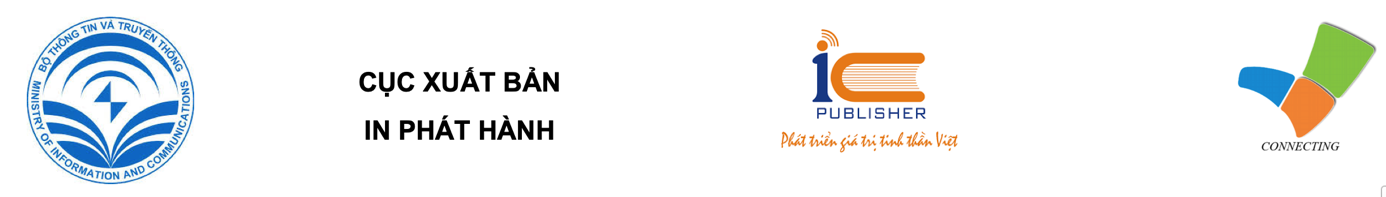 BỘ THÔNG TIN VÀ TRUYỀN THÔNG
MINISTRY OF INFORMATION AND COMMUNICATIONS
CỤC XUẤT BẢN
IN PHÁT HÀNH
iC
PUBLISHER
Phát triển giá trị tinh thần Việt
CONNECTING